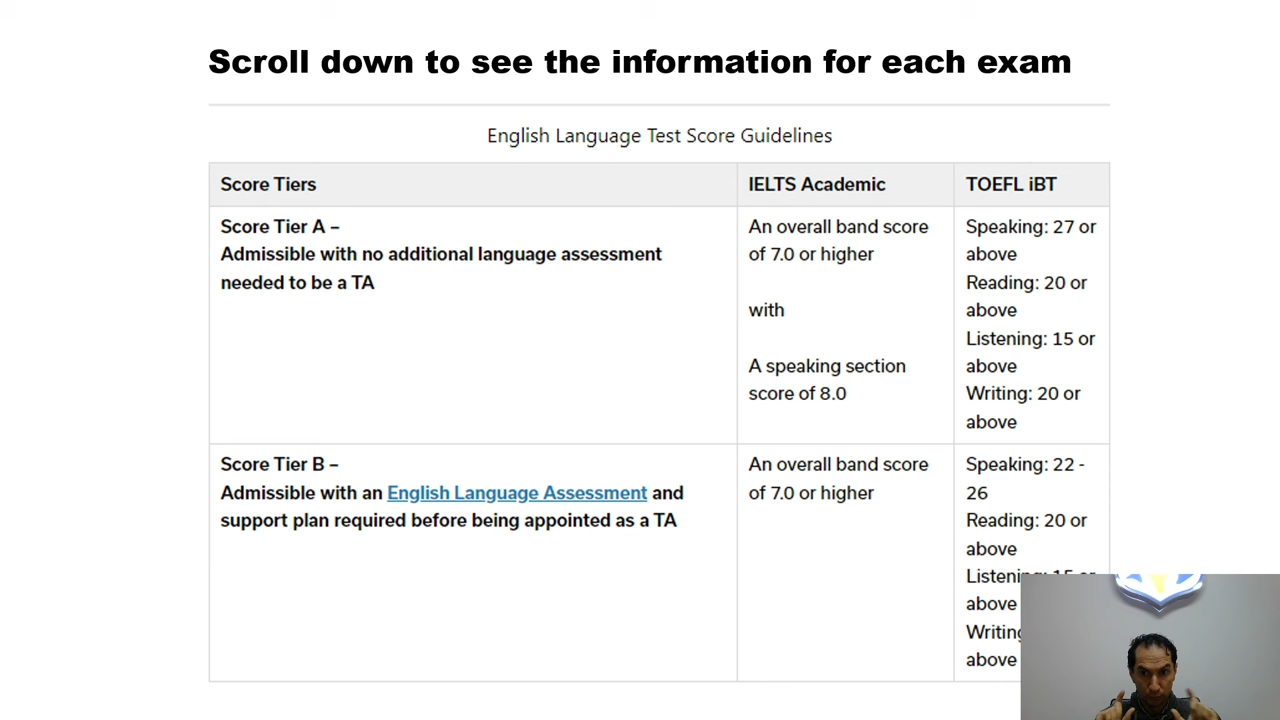 Scroll down to see the information for each exam
English Language Test Score Guidelines
Score Tiers
IELTS Academic
TOEFL iBT
Score Tier A –
Admissible with no additional language assessment
needed to be a TA
An overall band score
of 7.0 or higher
with
A speaking section
score of 8.0
Speaking: 27 or
above
Reading: 20 or
above
Listening: 15 or
above
Writing: 20 or
above
Score Tier B –
Admissible with an English Language Assessment and
support plan required before being appointed as a TA
An overall band score
of 7.0 or higher
Speaking: 22 -
26
Reading: 20 or
above
above
above